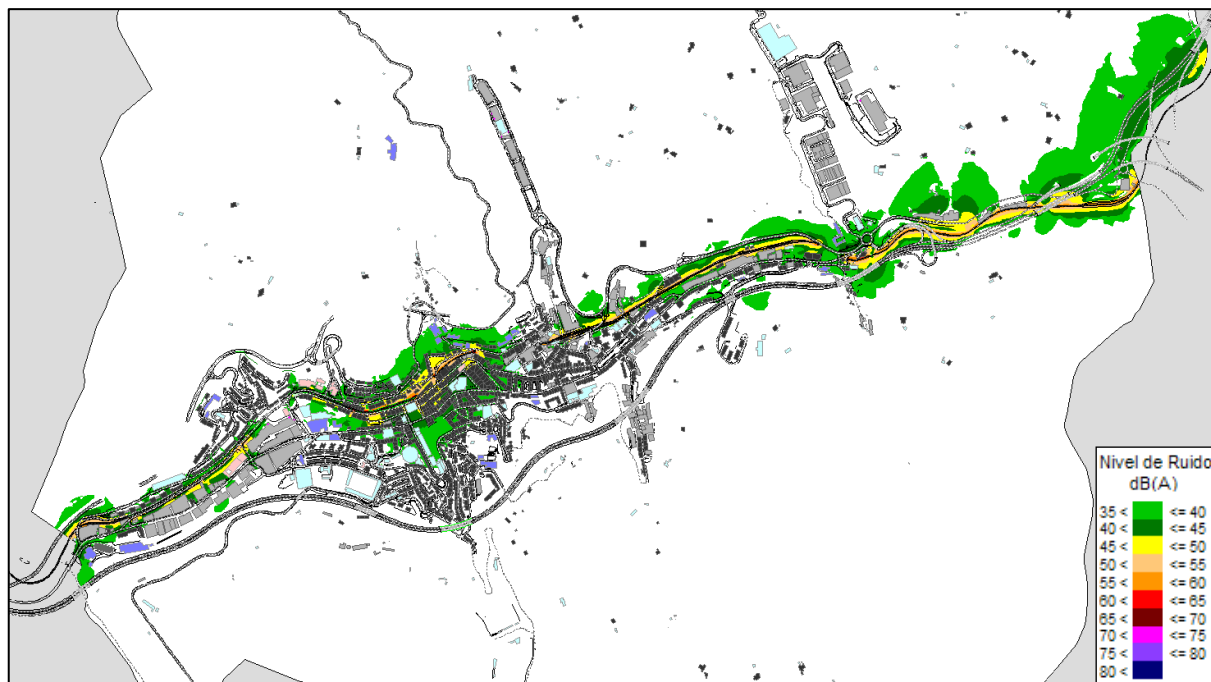 Nivel de Ruido
dB(A)
35 < <= 40
40 < <= 45
45 < <= 50
50 < <= 55
55 < <= 60
60 < <= 65
65 < <= 70
70 < <= 75
75 < <= 80
80 <